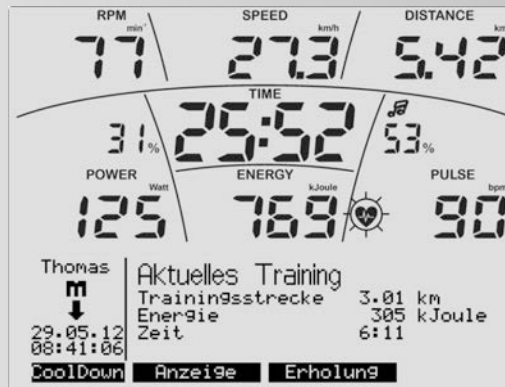 RPM SPEED DISTANCE
min⁻ km/h km
77 27.3 5.42
TIME
31% 25:52 53%
POWER ENERGY PULSE
Watt kJoule bpm
125 769 90
Thomas
m
29.05.12
08:41:06
Aktuelles Training
Trainingsstrecke 3.01 km
Energie 305 kJoule
Zeit 6:11
CoolDown Anzeige Erholung